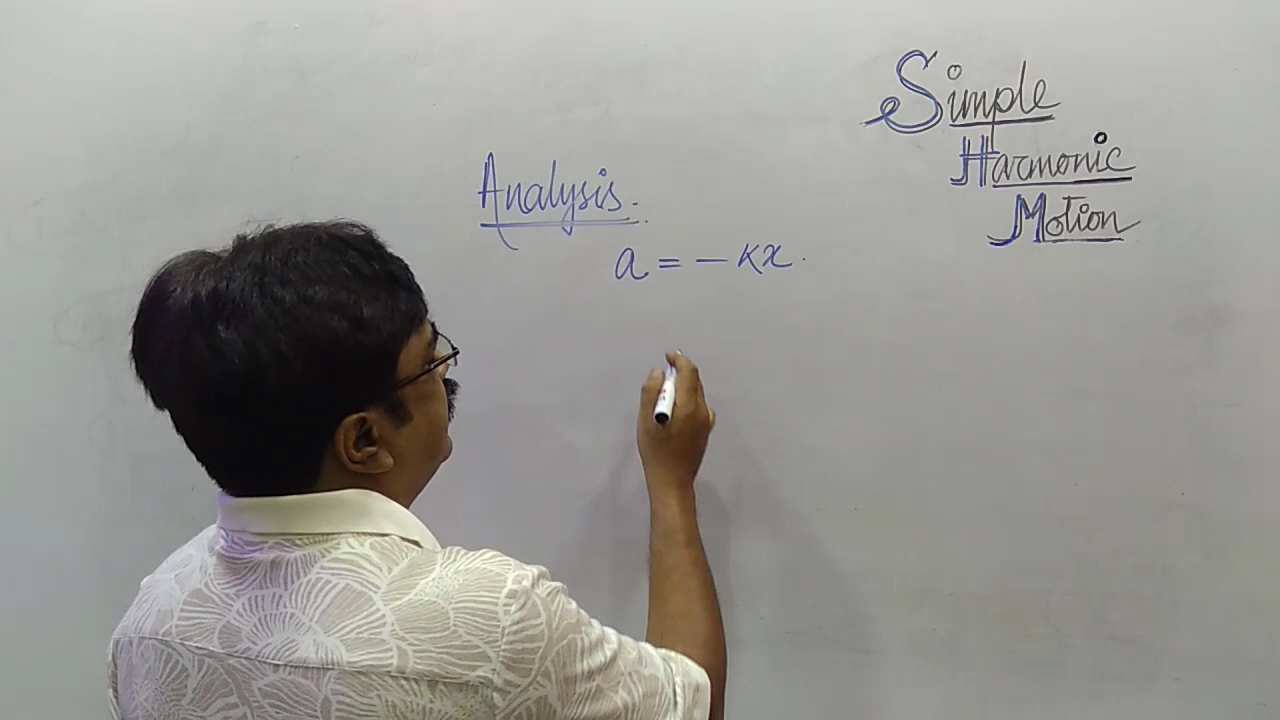 Simple
Harmonic
Motion
Analysis.
a = - kx.